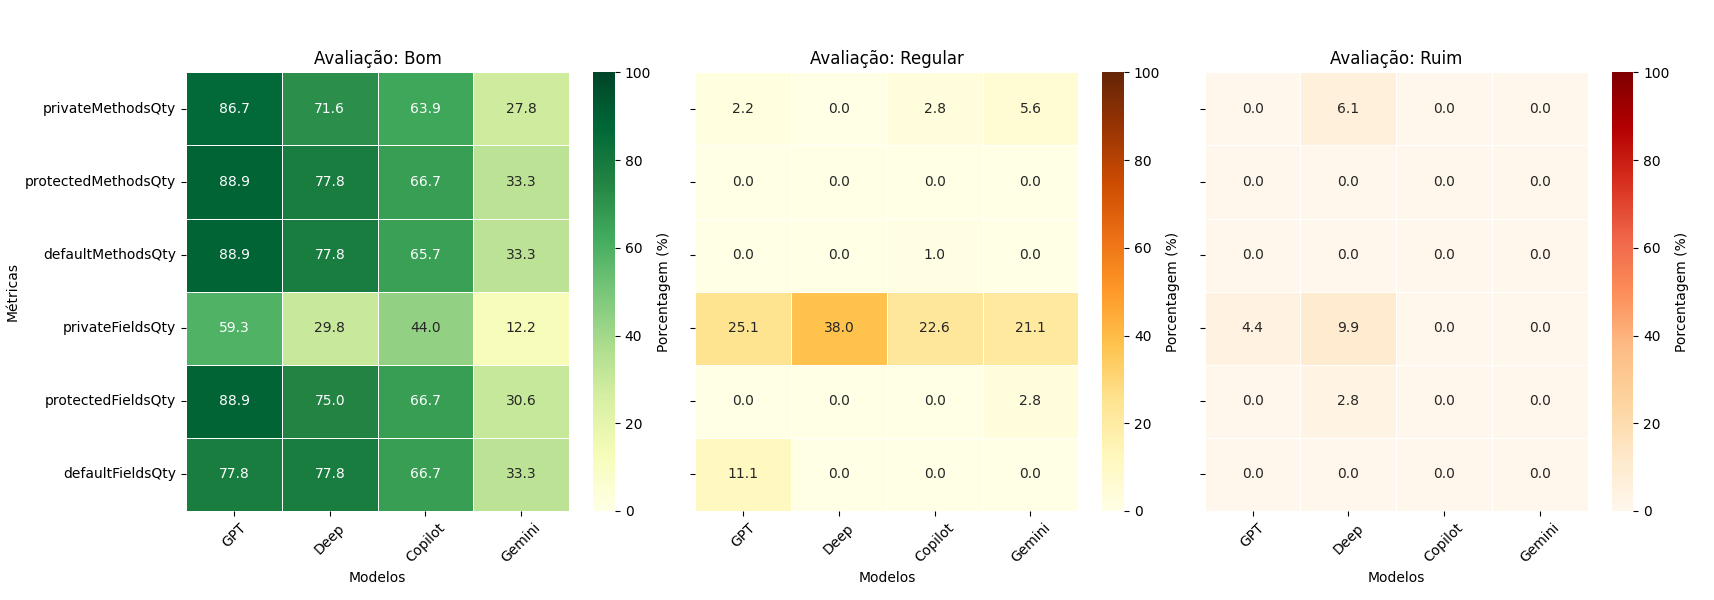 Avaliação: Bom
Métricas
privateMethodsQty 86.7 71.6 63.9 27.8
protectedMethodsQty 88.9 77.8 66.7 33.3
defaultMethodsQty 88.9 77.8 65.7 33.3
privateFieldsQty 59.3 29.8 44.0 12.2
protectedFieldsQty 88.9 75.0 66.7 30.6
defaultFieldsQty 77.8 77.8 66.7 33.3
GPT Deep Copilot Gemini
Modelos
100
80
60
40
20
0
Porcentagem (%)
Avaliação: Regular
2.2 0.0 2.8 5.6
0.0 0.0 0.0 0.0
0.0 0.0 1.0 0.0
25.1 38.0 22.6 21.1
0.0 0.0 0.0 2.8
11.1 0.0 0.0 0.0
GPT Deep Copilot Gemini
Modelos
100
80
60
40
20
0
Porcentagem (%)
Avaliação: Ruim
0.0 6.1 0.0 0.0
0.0 0.0 0.0 0.0
0.0 0.0 0.0 0.0
4.4 9.9 0.0 0.0
0.0 2.8 0.0 0.0
0.0 0.0 0.0 0.0
GPT Deep Copilot Gemini
Modelos
100
80
60
40
20
0
Porcentagem (%)